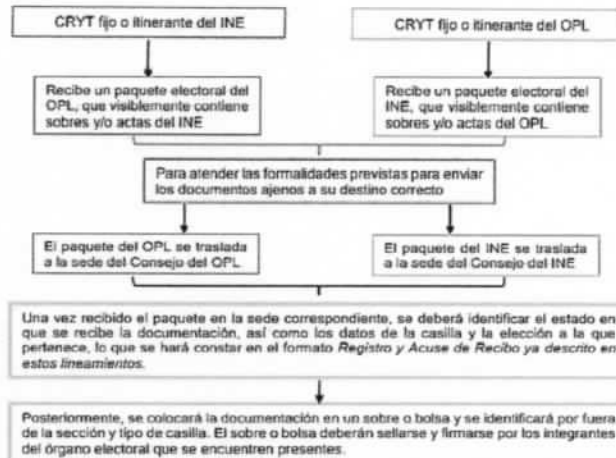 CRYT fijo o itinerante del INE
CRYT fijo o itinerante del OPL
Recibe un paquete electoral del
OPL, que visiblemente contiene
sobres y/o actas del INE
Recibe un paquete electoral del
INE, que visiblemente contiene
sobres y/o actas del OPL
Para atender las formalidades previstas para enviar
los documentos ajenos a su destino correcto
El paquete del OPL se traslada
a la sede del Consejo del OPL
El paquete del INE se traslada
a la sede del Consejo del INE
Una vez recibido el paquete en la sede correspondiente, se deberá identificar el estado en
que se recibe la documentación, así como los datos de la casilla y la elección a la que
pertenece, lo que se hará constar en el formato Registro y Acuse de Recibo ya descrito en
estos lineamientos.
Posteriormente, se colocará la documentación en un sobre o bolsa y se identificará por fuera
de la sección y tipo de casilla. El sobre o bolsa deberán sellarse y firmarse por los integrantes
del órgano electoral que se encuentren presentes.